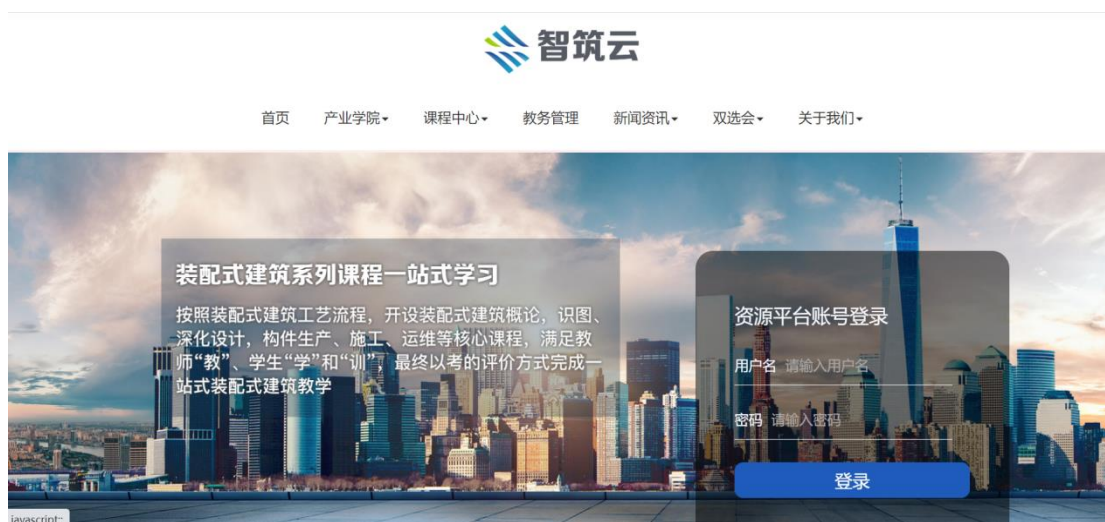 智筑云
首页 产业学院 课程中心 教务管理 新闻资讯 双选会 关于我们
装配式建筑系列课程一站式学习
按照装配式建筑工艺流程，开设装配式建筑概论，识图、
深化设计，构件生产、施工、运维等核心课程，满足教
师“教”、学生“学”和“训”，最终以考的评价方式完成一
站式装配式建筑教学
资源平台账号登录
用户名 请输入用户名
密码 请输入密码
登录
javascript:;